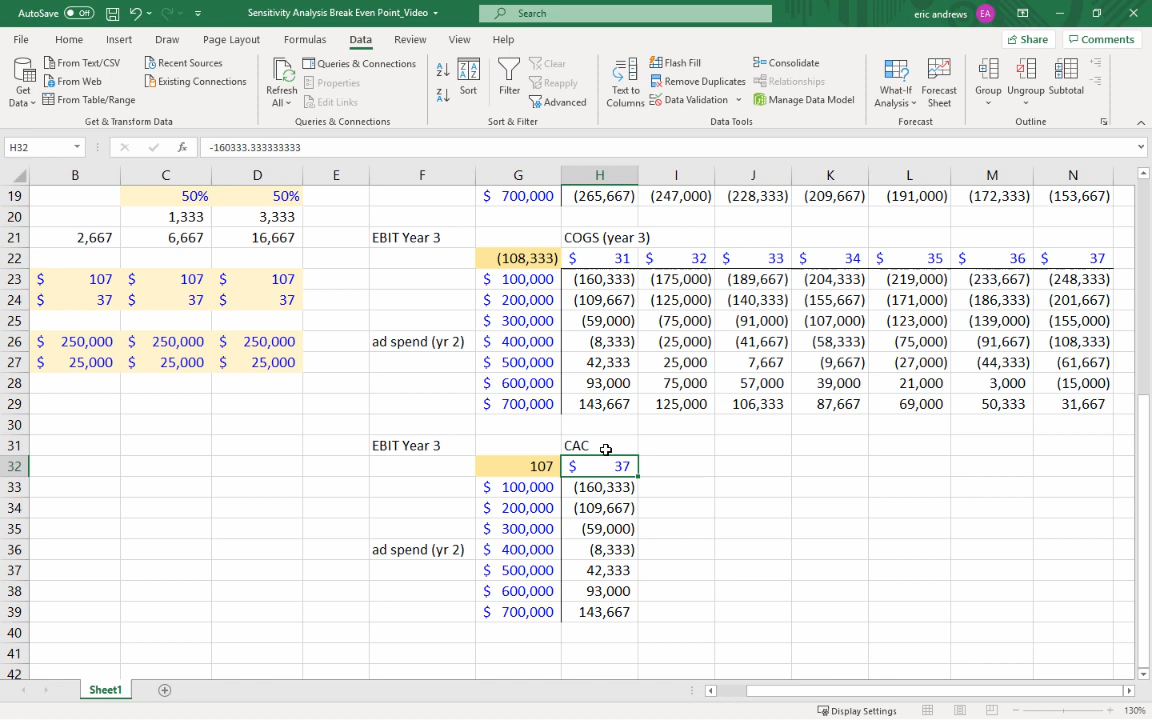 AutoSave Off Sensitivity Analysis Break Even Point_Video Search eric andrews EA
File Home Insert Draw Page Layout Formulas Data Review View Help Share Comments
Get Data From Text/CSV From Web From Table/Range Recent Sources Existing Connections
Get & Transform Data
Refresh All Queries & Connections Properties Edit Links
Queries & Connections
Sort Filter Clear Reapply Advanced
Sort & Filter
Text to Columns Flash Fill Remove Duplicates Data Validation Consolidate Relationships Manage Data Model
Data Tools
What-If Analysis Forecast Sheet
Forecast
Group Ungroup Subtotal
Outline
H32 fx -160333.333333333
B C D E F G H I J K L M N
19 50% 50% $ 700,000 (265,667) (247,000) (228,333) (209,667) (191,000) (172,333) (153,667)
20 1,333 3,333
21 2,667 6,667 16,667 EBIT Year 3 COGS (year 3)
22 (108,333) $ 31 $ 32 $ 33 $ 34 $ 35 $ 36 $ 37
23 $ 107 $ 107 $ 107 $ 100,000 (160,333) (175,000) (189,667) (204,333) (219,000) (233,667) (248,333)
24 $ 37 $ 37 $ 37 $ 200,000 (109,667) (125,000) (140,333) (155,667) (171,000) (186,333) (201,667)
25 $ 300,000 (59,000) (75,000) (91,000) (107,000) (123,000) (139,000) (155,000)
26 $ 250,000 $ 250,000 $ 250,000 ad spend (yr 2) $ 400,000 (8,333) (25,000) (41,667) (58,333) (75,000) (91,667) (108,333)
27 $ 25,000 $ 25,000 $ 25,000 $ 500,000 42,333 25,000 7,667 (9,667) (27,000) (44,333) (61,667)
28 $ 600,000 93,000 75,000 57,000 39,000 21,000 3,000 (15,000)
29 $ 700,000 143,667 125,000 106,333 87,667 69,000 50,333 31,667
30
31 EBIT Year 3 CAC
32 107 $ 37
33 $ 100,000 (160,333)
34 $ 200,000 (109,667)
35 $ 300,000 (59,000)
36 ad spend (yr 2) $ 400,000 (8,333)
37 $ 500,000 42,333
38 $ 600,000 93,000
39 $ 700,000 143,667
40
41
42
Sheet1
Display Settings 130%